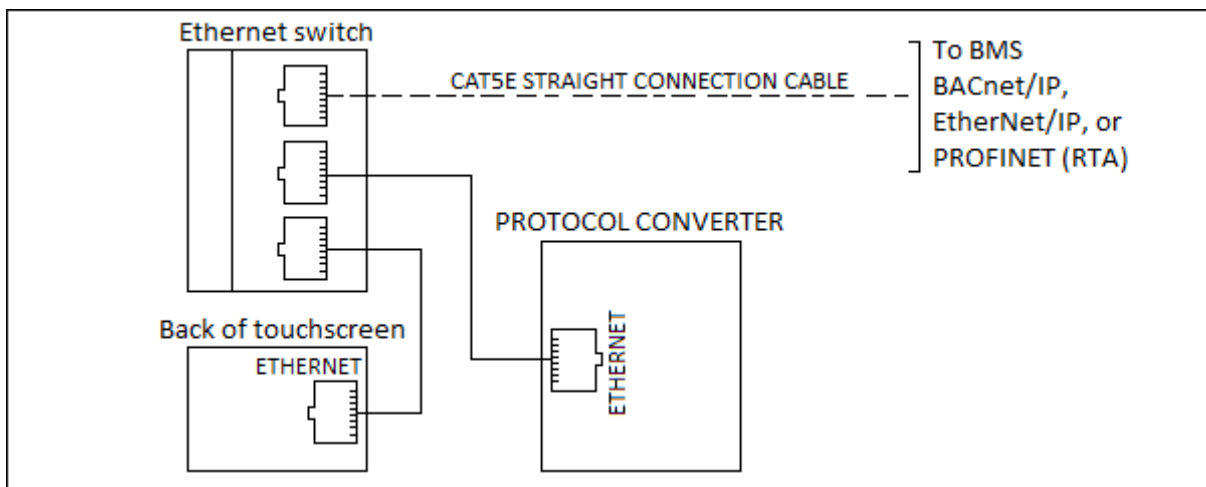 Ethernet switch
CAT5E STRAIGHT CONNECTION CABLE
To BMS
BACnet/IP,
EtherNet/IP, or
PROFINET (RTA)
PROTOCOL CONVERTER
ETHERNET
Back of touchscreen
ETHERNET